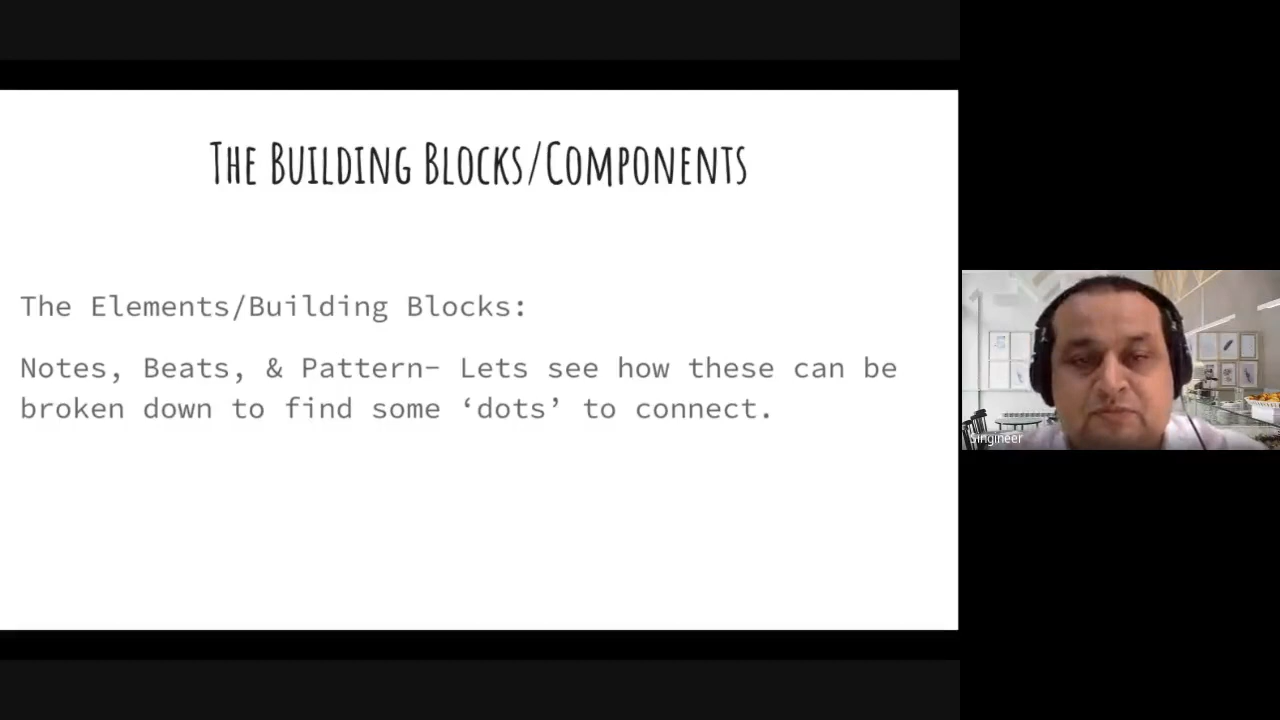 The Building Blocks/Components
The Elements/Building Blocks:
Notes, Beats, & Pattern- Lets see how these can be
broken down to find some ‘dots’ to connect.
Singineer